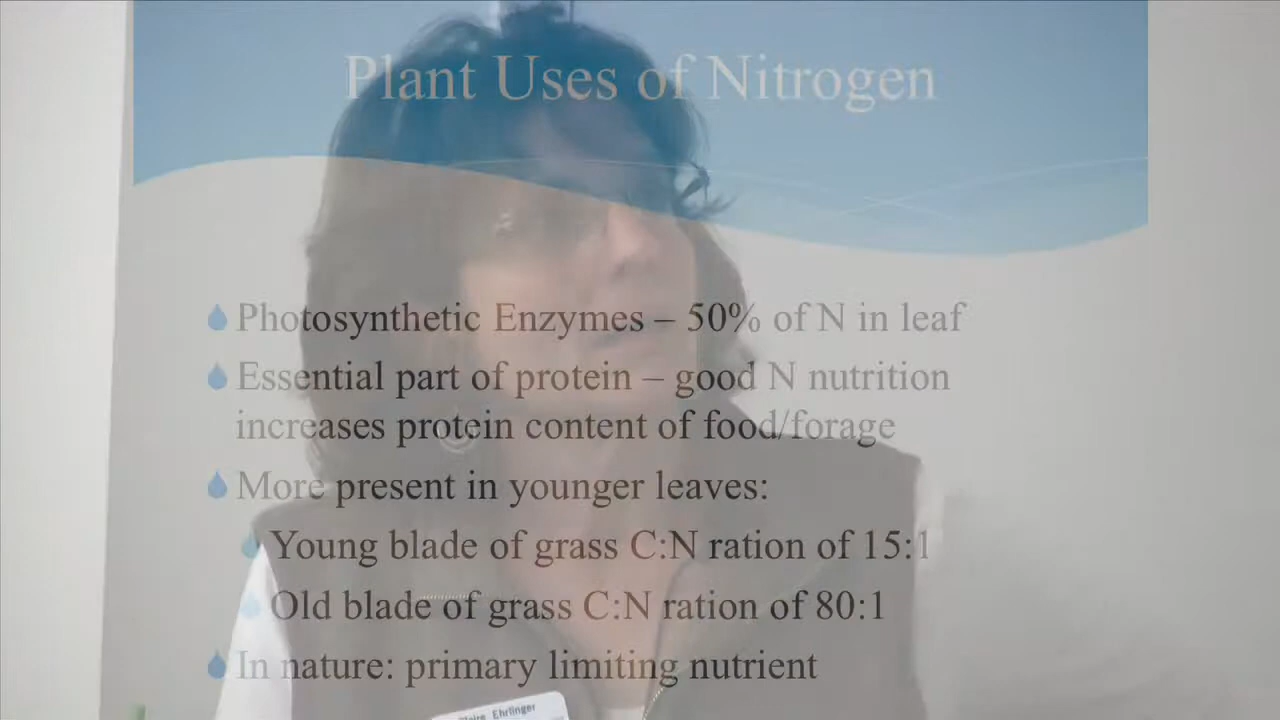 Plant Uses of Nitrogen
Photosynthetic Enzymes – 50% of N in leaf
Essential part of protein – good N nutrition
increases protein content of food/forage
More present in younger leaves:
Young blade of grass C:N ration of 15:1
Old blade of grass C:N ration of 80:1
In nature: primary limiting nutrient
Ehrlinger